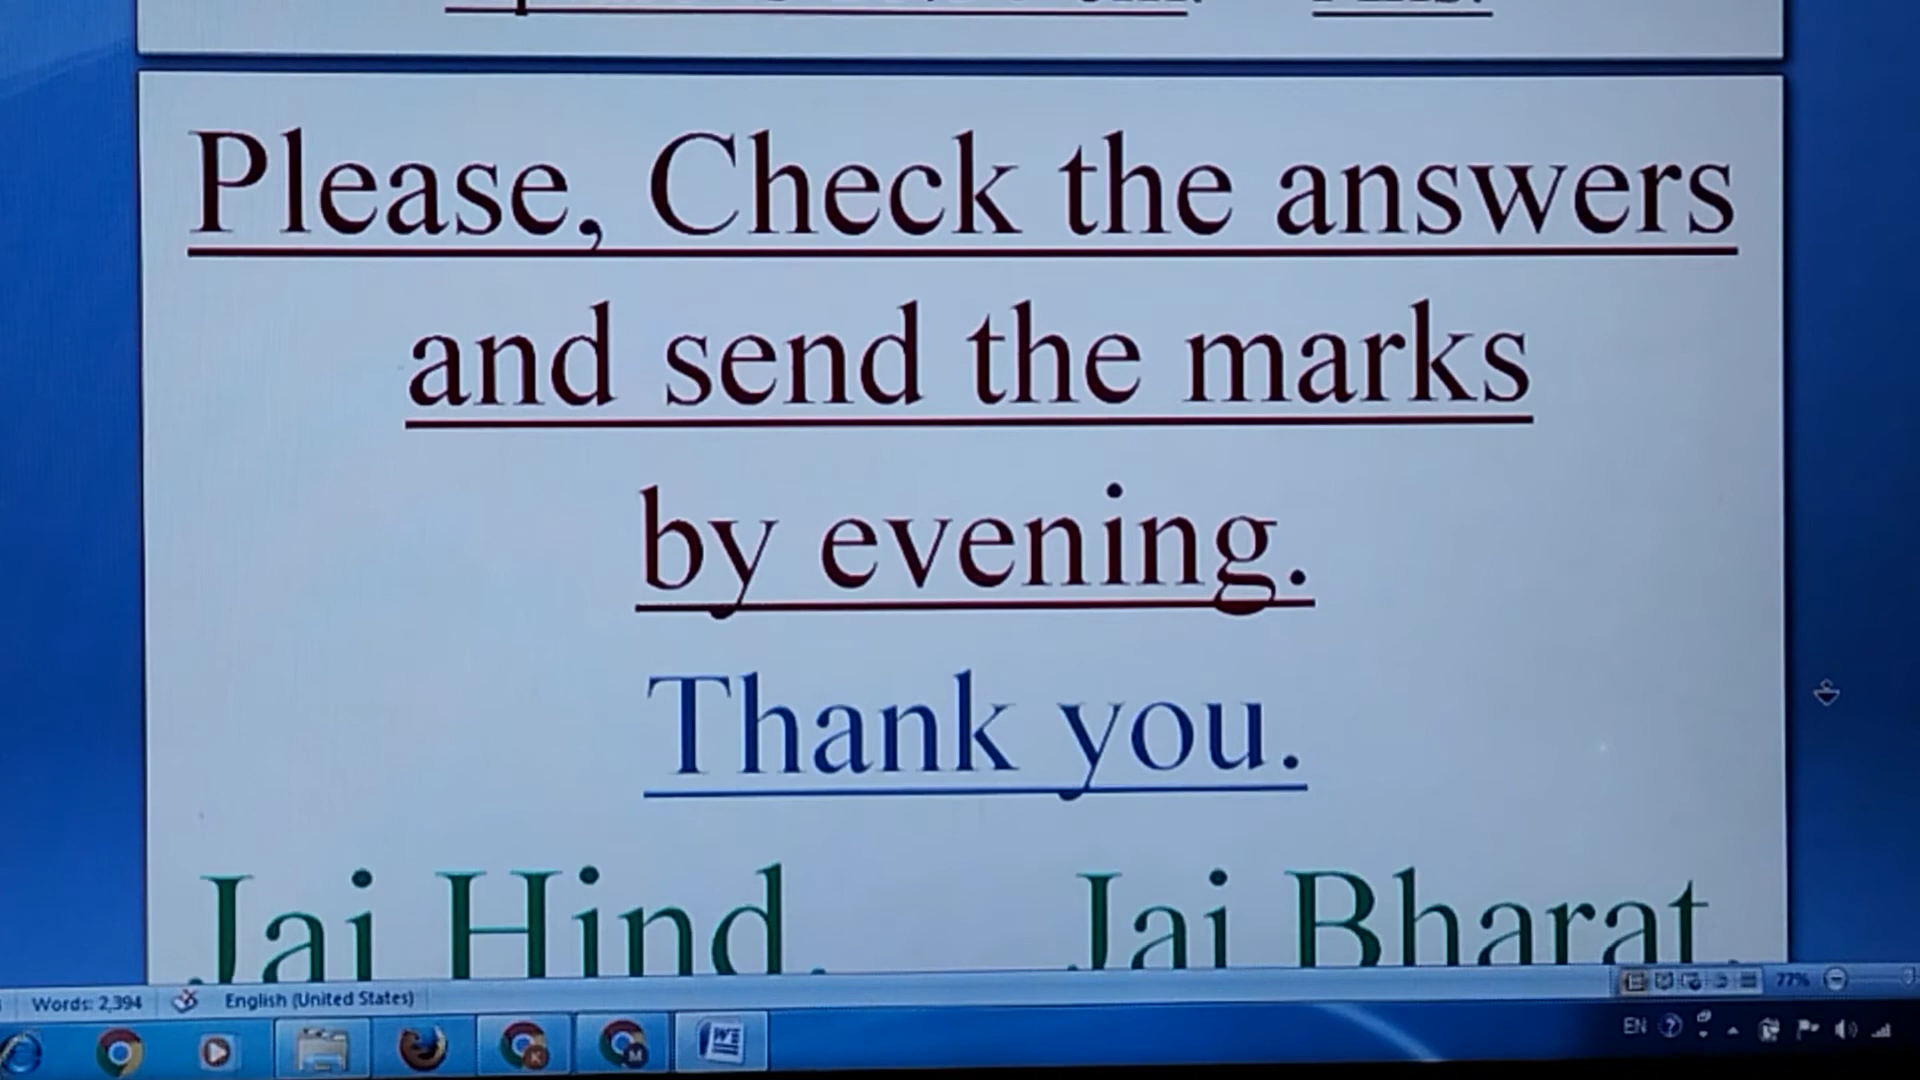 Please, Check the answers
and send the marks
by evening.
Thank you.
Jai Hind. Jai Bharat.
Words: 2,394 English (United States) 77%
EN